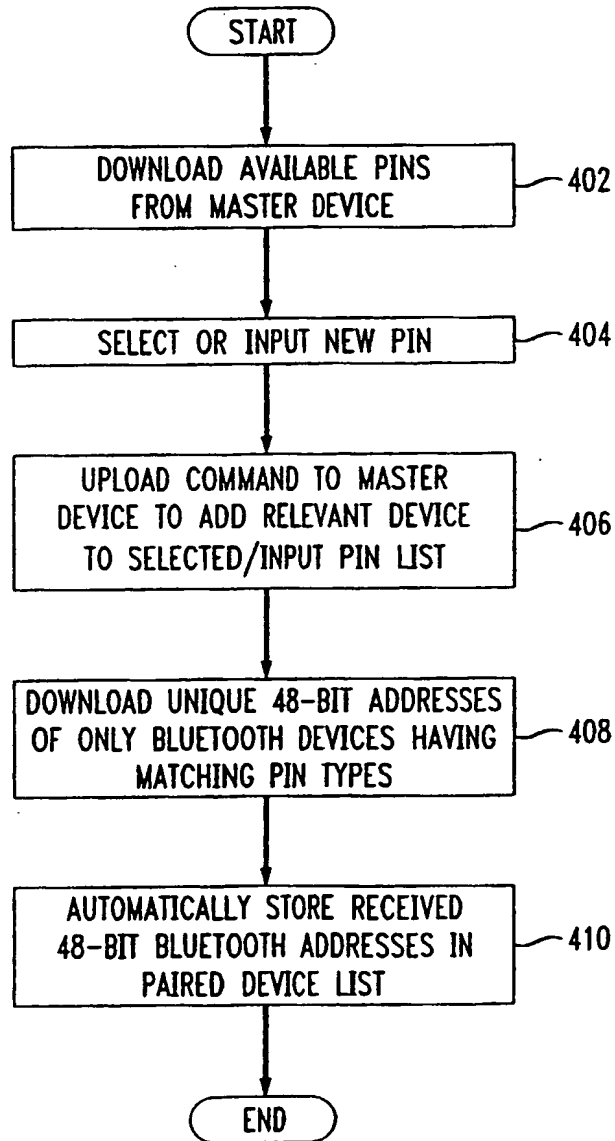 START
DOWNLOAD AVAILABLE PINS
FROM MASTER DEVICE
402
SELECT OR INPUT NEW PIN
404
UPLOAD COMMAND TO MASTER
DEVICE TO ADD RELEVANT DEVICE
TO SELECTED/INPUT PIN LIST
406
DOWNLOAD UNIQUE 48-BIT ADDRESSES
OF ONLY BLUETOOTH DEVICES HAVING
MATCHING PIN TYPES
408
AUTOMATICALLY STORE RECEIVED
48-BIT BLUETOOTH ADDRESSES IN
PAIRED DEVICE LIST
410
END